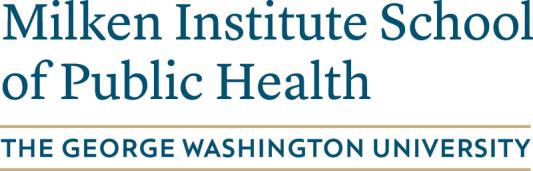 Milken Institute School
of Public Health
THE GEORGE WASHINGTON UNIVERSITY